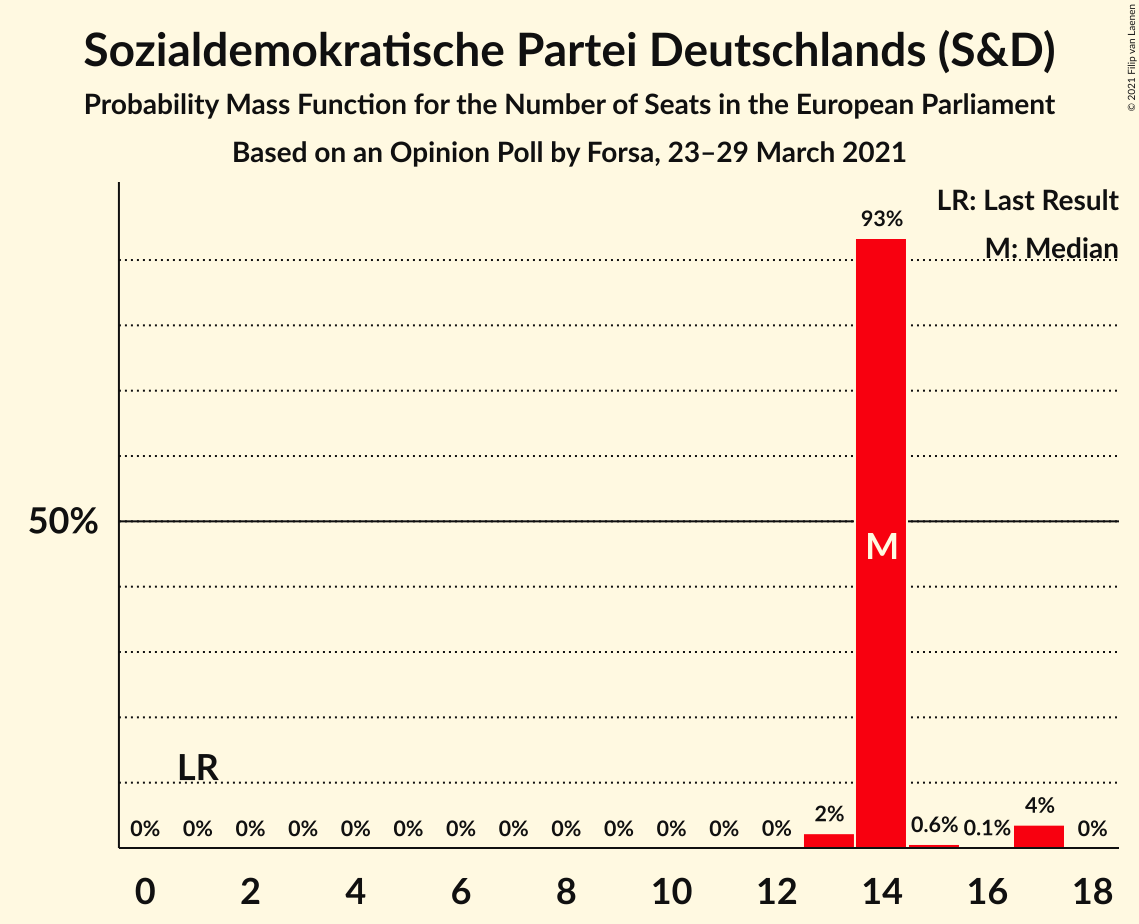 Sozialdemokratische Partei Deutschlands (S&D)
Probability Mass Function for the Number of Seats in the European Parliament
Based on an Opinion Poll by Forsa, 23–29 March 2021
© 2021 Filip van Laenen
LR: Last Result
M: Median
93%
50%
M
LR
0% 0% 0% 0% 0% 0% 0% 0% 0% 0% 0% 0% 0% 2% 0.6% 0.1% 4% 0%
0 2 4 6 8 10 12 14 16 18